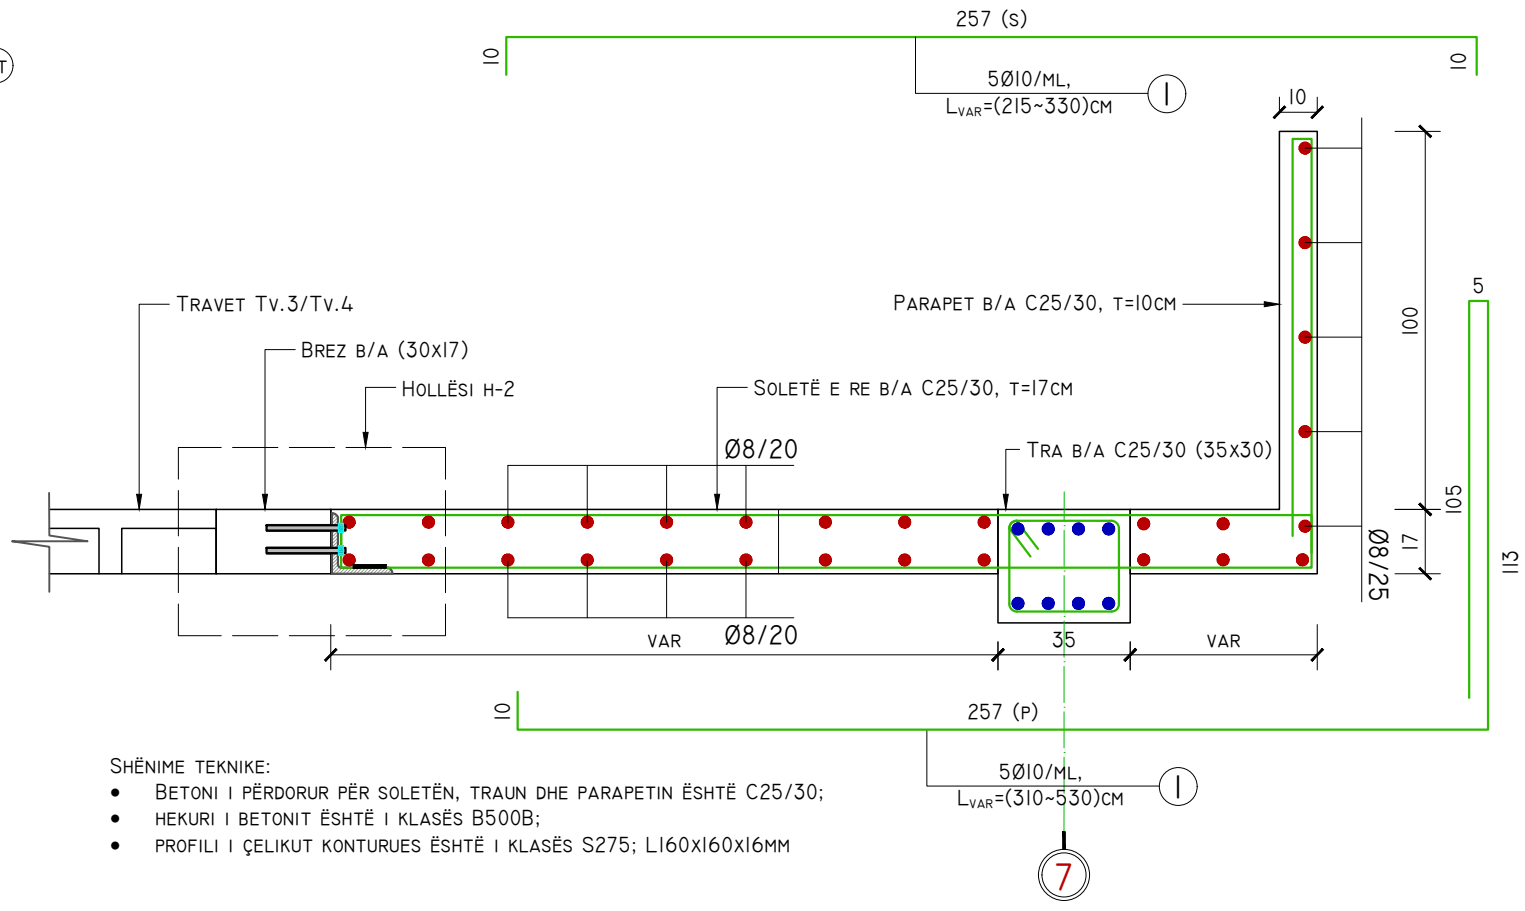 257 (S)
10
10
5Ø10/ML,
LVAR=(215~330)CM
I
T
10
TRAVET TV.3/TV.4
PARAPET B/A C25/30, T=10CM
5
100
BREZ B/A (30X17)
HOLLËSI H-2
SOLETË E RE B/A C25/30, T=17CM
Ø8/20
TRA B/A C25/30 (35X30)
105
17
Ø8/25
113
Ø8/20
VAR
35
VAR
10
257 (P)
5Ø10/ML,
LVAR=(310~530)CM
I
SHËNIME TEKNIKE:
• BETONI I PËRDORUR PËR SOLETËN, TRAUN DHE PARAPETIN ËSHTË C25/30;
• HEKURI I BETONIT ËSHTË I KLASËS B500B;
• PROFILI I ÇELIKUT KONTURUES ËSHTË I KLASËS S275; L160X160X16MM
7